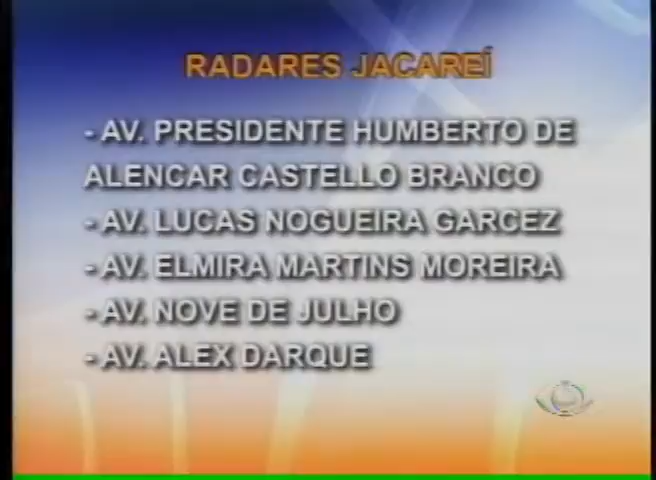 RADARES JACAREÍ
- AV. PRESIDENTE HUMBERTO DE
ALENCAR CASTELLO BRANCO
- AV. LUCAS NOGUEIRA GARCEZ
- AV. ELMIRA MARTINS MOREIRA
- AV. NOVE DE JULHO
- AV. ALEX DARQUE